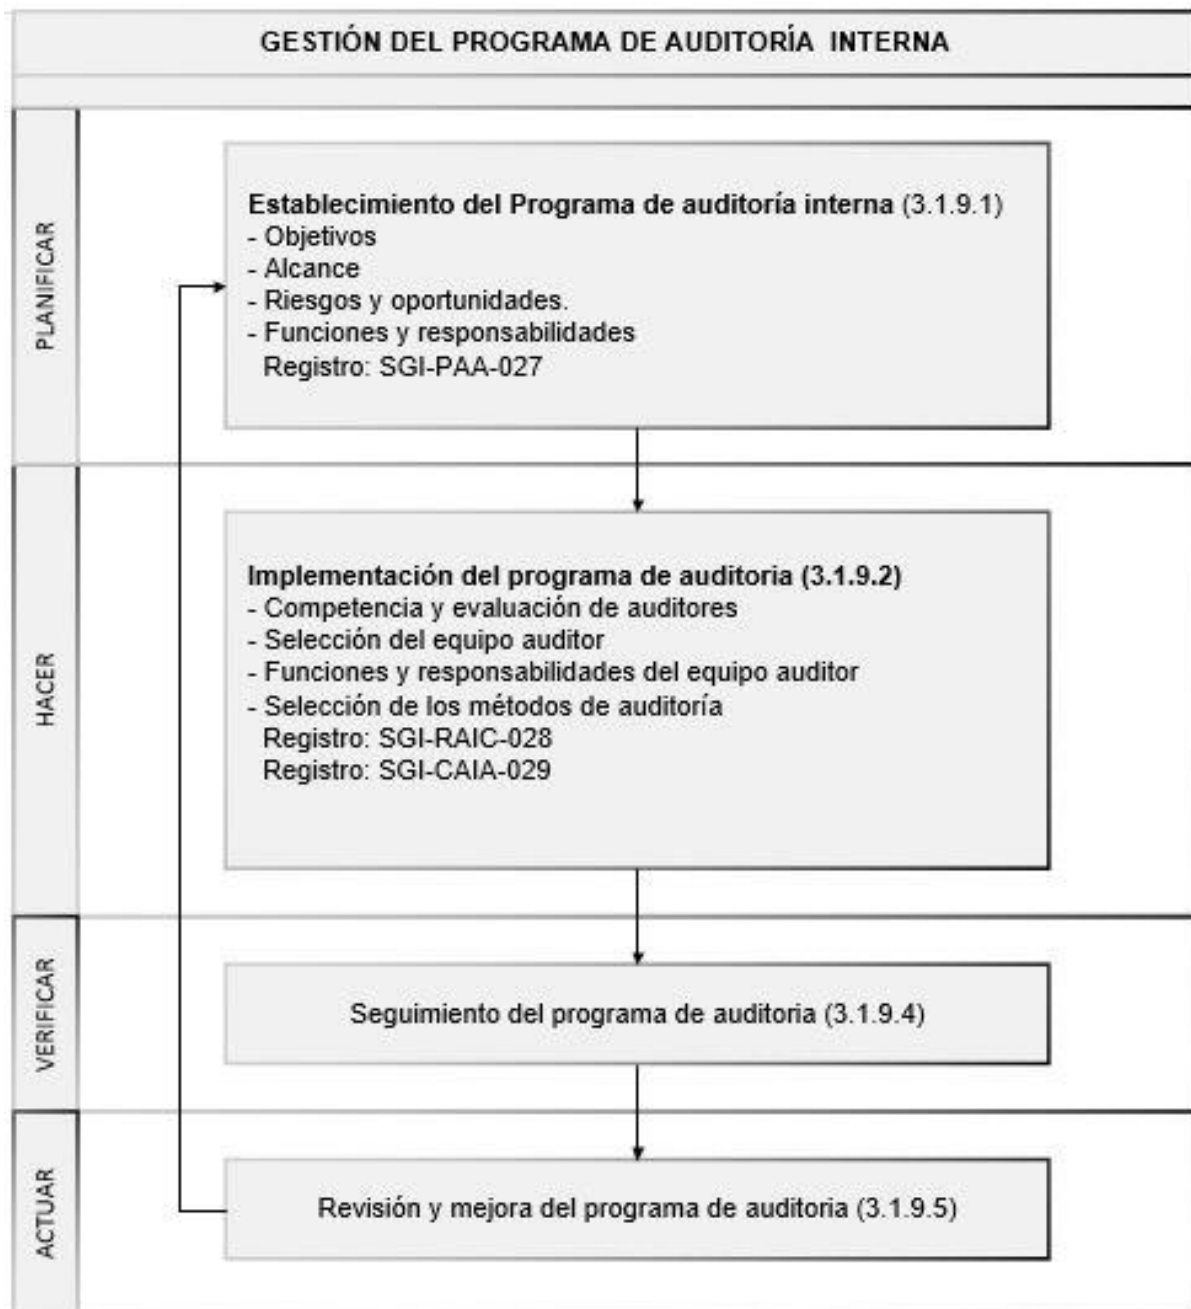 GESTIÓN DEL PROGRAMA DE AUDITORÍA INTERNA
PLANIFICAR
Establecimiento del Programa de auditoría interna (3.1.9.1)
- Objetivos
- Alcance
- Riesgos y oportunidades.
- Funciones y responsabilidades
Registro: SGI-PAA-027
HACER
Implementación del programa de auditoria (3.1.9.2)
- Competencia y evaluación de auditores
- Selección del equipo auditor
- Funciones y responsabilidades del equipo auditor
- Selección de los métodos de auditoría
Registro: SGI-RAIC-028
Registro: SGI-CAIA-029
VERIFICAR
Seguimiento del programa de auditoria (3.1.9.4)
ACTUAR
Revisión y mejora del programa de auditoria (3.1.9.5)